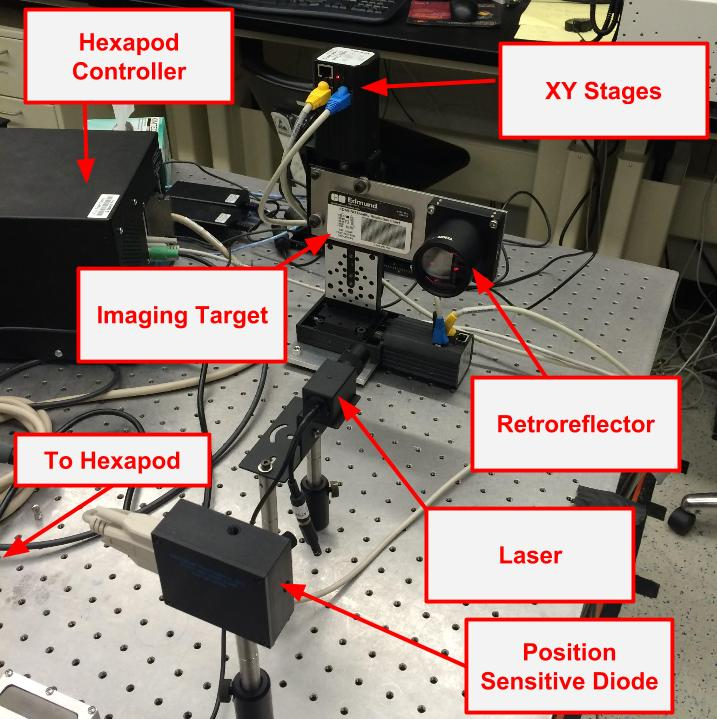 Hexapod
Controller
XY Stages
Edmund
Imaging Target
Retroreflector
To Hexapod
Laser
Position
Sensitive Diode